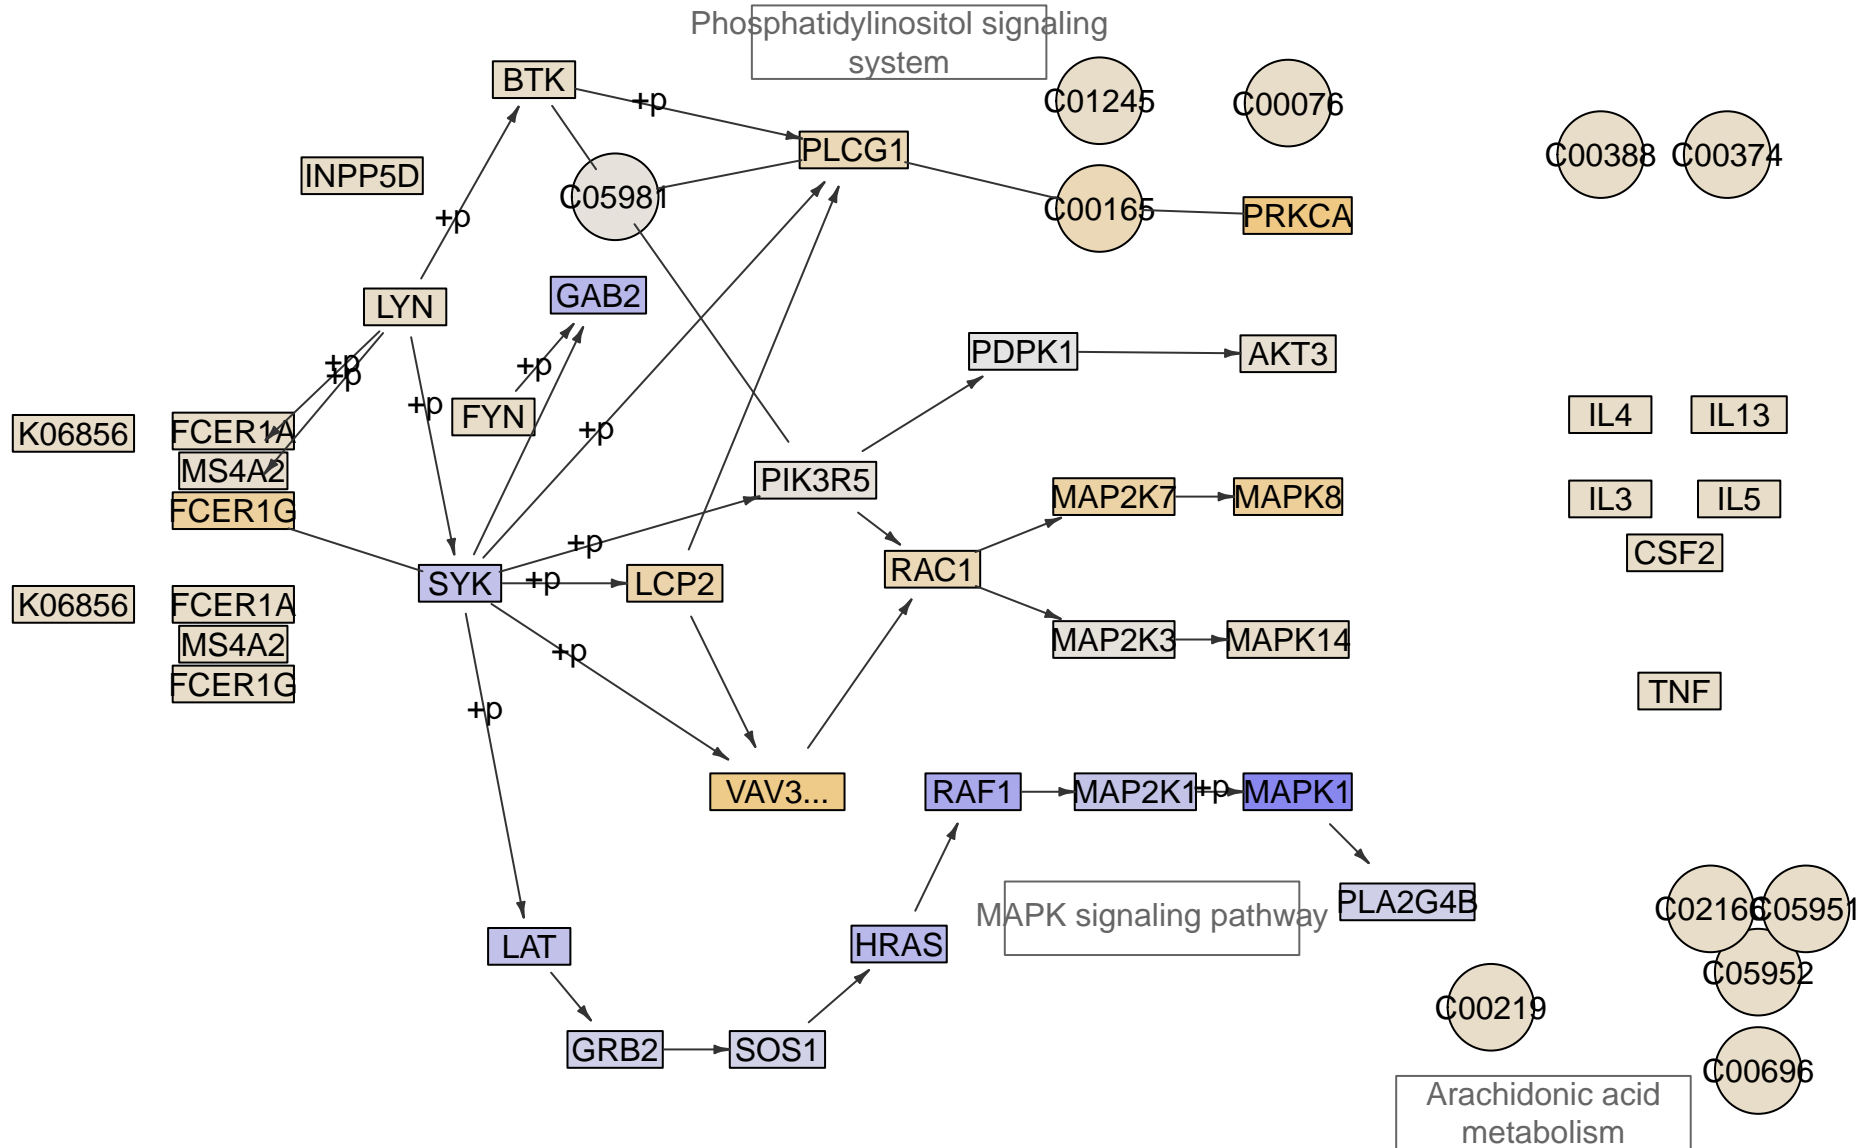 Phosphatidylinositol signaling
system
BTK
+p
C01245
C00076
PLCG1
C00388
C00374
INPP5D
C05981
+p
C00165
PRKCA
LYN
GAB2
+p
+p
+p
PDPK1
AKT3
+p
FYN
+p
IL4
IL13
K06856
FCER1A
MS4A2
FCER1G
PIK3R5
MAP2K7
MAPK8
IL3
IL5
+p
CSF2
SYK
+p
LCP2
RAC1
K06856
FCER1A
MS4A2
FCER1G
+p
MAP2K3
MAPK14
TNF
+p
VAV3...
RAF1
MAP2K1
+p
MAPK1
MAPK signaling pathway
PLA2G4B
C02166
C05951
LAT
HRAS
C05952
C00219
GRB2
SOS1
C00696
Arachidonic acid
metabolism